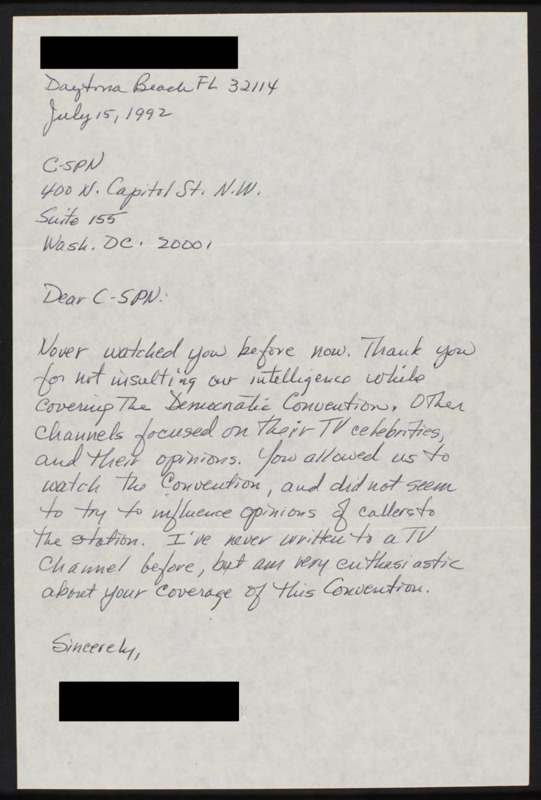 Daytona Beach FL 32114
July 15, 1992
C-SPN
400 N. Capitol St. N.W.
Suite 155
Wash. DC. 20001
Dear C-SPN:
Never watched you before now. Thank you
for not insulting our intelligence while
covering The Democratic Convention. Other
channels focused on their TV celebrities,
and their opinions. You allowed us to
watch the Convention, and did not seem
to try to influence opinions of callers to
the station. I've never written to a TV
Channel before, but am very enthusiastic
about your coverage of this Convention.
Sincerely,